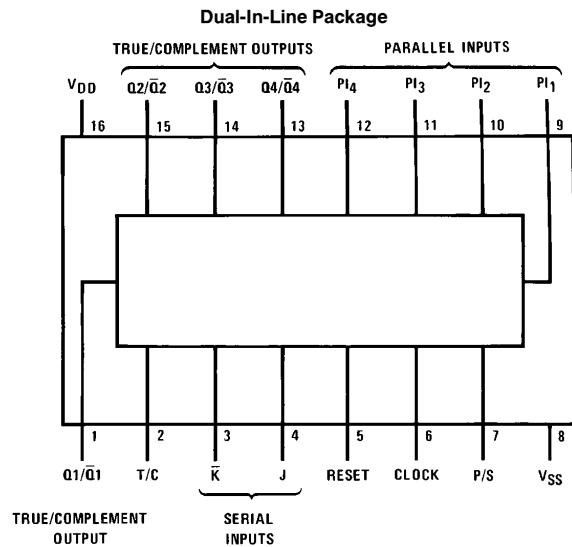 Dual-In-Line Package
TRUE/COMPLEMENT OUTPUTS PARALLEL INPUTS
VDD Q2/Q̅2 Q3/Q̅3 Q4/Q̅4 PI4 PI3 PI2 PI1
16 15 14 13 12 11 10 9
1 2 3 4 5 6 7 8
Q1/Q̅1 T/C K̅ J RESET CLOCK P/S VSS
TRUE/COMPLEMENT SERIAL
OUTPUT INPUTS